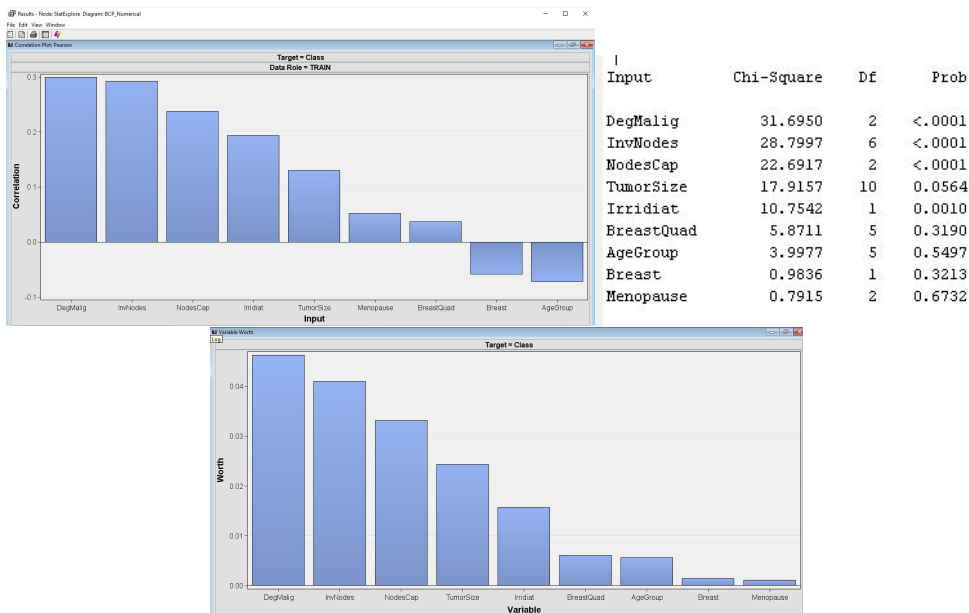 Results - Node: StatExplore Diagram: BCP_Numerical
File Edit View Window
Correlation Plot: Pearson
Target = Class
Data Role = TRAIN
0.3
0.2
0.1
0.0
-0.1
Correlation
DegMalig InvNodes NodesCap Irridiat TumorSize Menopause BreastQuad Breast AgeGroup
Input
Input Chi-Square Df Prob
DegMalig 31.6950 2 <.0001
InvNodes 28.7997 6 <.0001
NodesCap 22.6917 2 <.0001
TumorSize 17.9157 10 0.0564
Irridiat 10.7542 1 0.0010
BreastQuad 5.8711 5 0.3190
AgeGroup 3.9977 5 0.5497
Breast 0.9836 1 0.3213
Menopause 0.7915 2 0.6732
Variable Worth
Log
Target = Class
0.04
0.03
0.02
0.01
0.00
Worth
DegMalig InvNodes NodesCap TumorSize Irridiat BreastQuad AgeGroup Breast Menopause
Variable